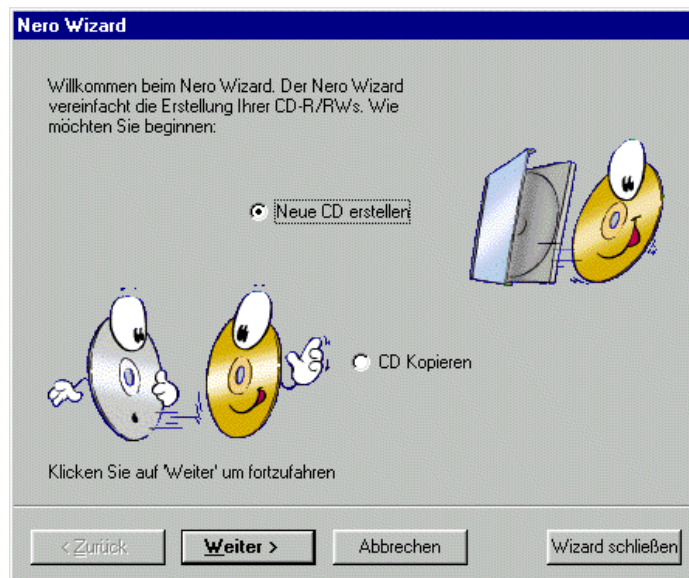 Nero Wizard
Willkommen beim Nero Wizard. Der Nero Wizard
vereinfacht die Erstellung Ihrer CD-R/RWs. Wie
möchten Sie beginnen:
Neue CD erstellen
CD Kopieren
Klicken Sie auf 'Weiter' um fortzufahren
< Zurück
Weiter >
Abbrechen
Wizard schließen